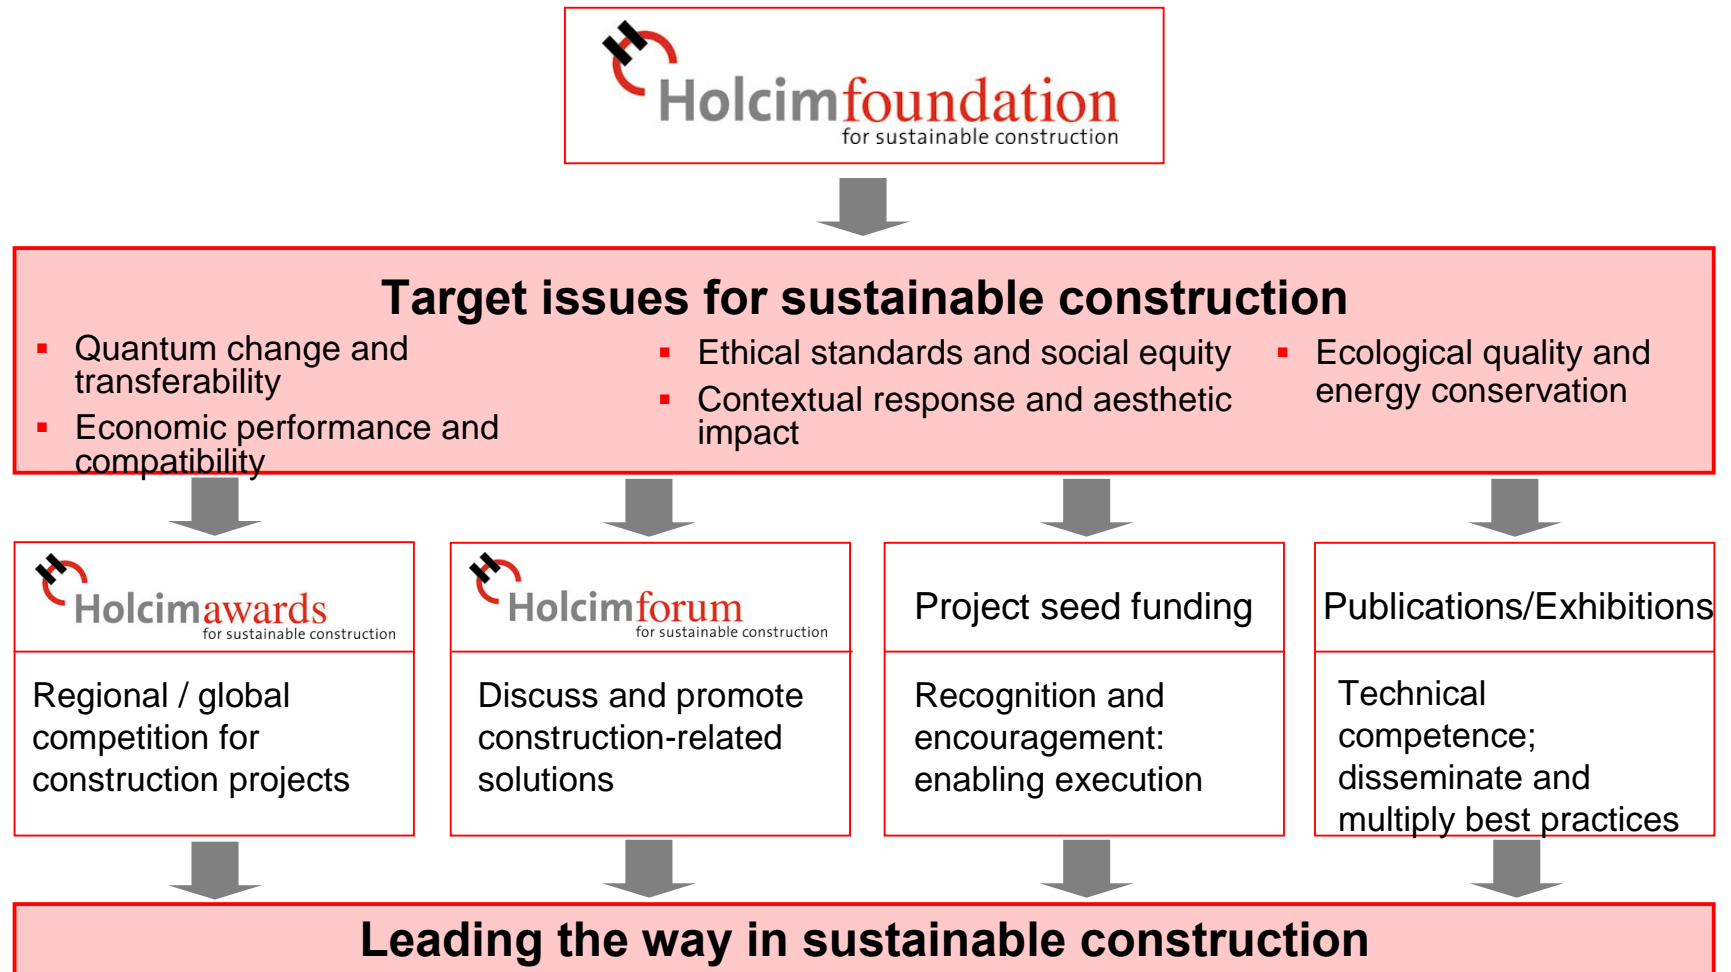 Holcimfoundation
for sustainable construction
Target issues for sustainable construction
▪ Quantum change and
transferability
▪ Economic performance and
compatibility
▪ Ethical standards and social equity
▪ Contextual response and aesthetic
impact
▪ Ecological quality and
energy conservation
Holcimawards
for sustainable construction
Regional / global
competition for
construction projects
Holcimforum
for sustainable construction
Discuss and promote
construction-related
solutions
Project seed funding
Recognition and
encouragement:
enabling execution
Publications/Exhibitions
Technical
competence;
disseminate and
multiply best practices
Leading the way in sustainable construction